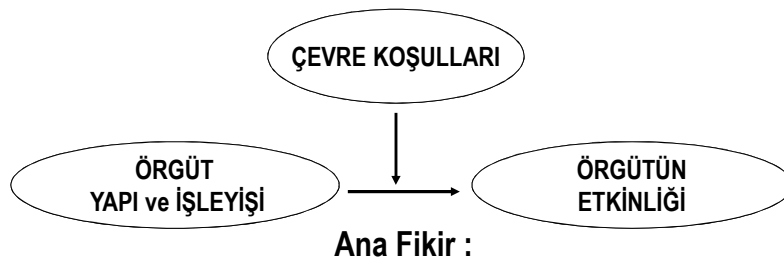 ÇEVRE KOŞULLARI
ÖRGÜT
YAPI ve İŞLEYİŞİ
ÖRGÜTÜN
ETKİNLİĞİ
Ana Fikir :